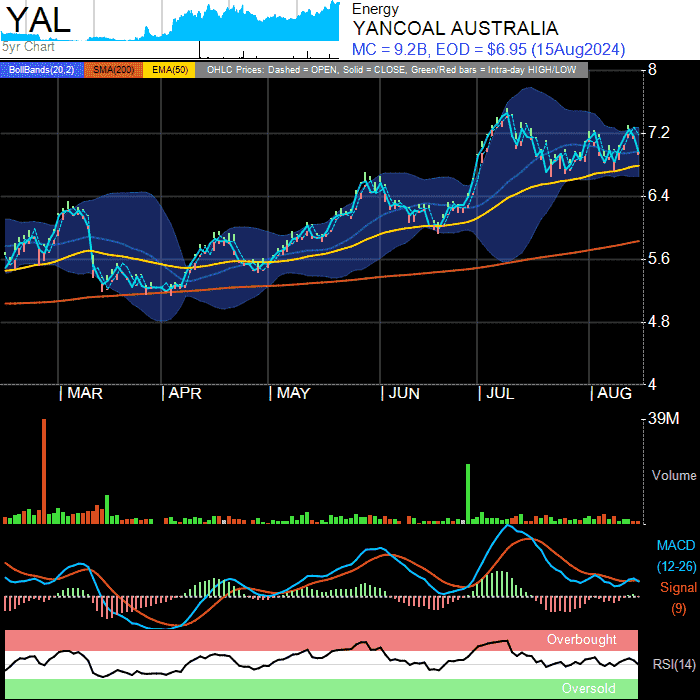 YAL
5yr Chart
Energy
YANCOAL AUSTRALIA
MC = 9.2B, EOD = $6.95 (15Aug2024)
BollBands(20,2) SMA(200) EMA(50) OHLC Prices: Dashed = OPEN, Solid = CLOSE, Green/Red bars = Intra-day HIGH/LOW
8
7.2
6.4
5.6
4.8
4
| MAR | APR | MAY | JUN | JUL | AUG
39M
Volume
MACD
(12-26)
Signal
(9)
Overbought
RSI(14)
Oversold